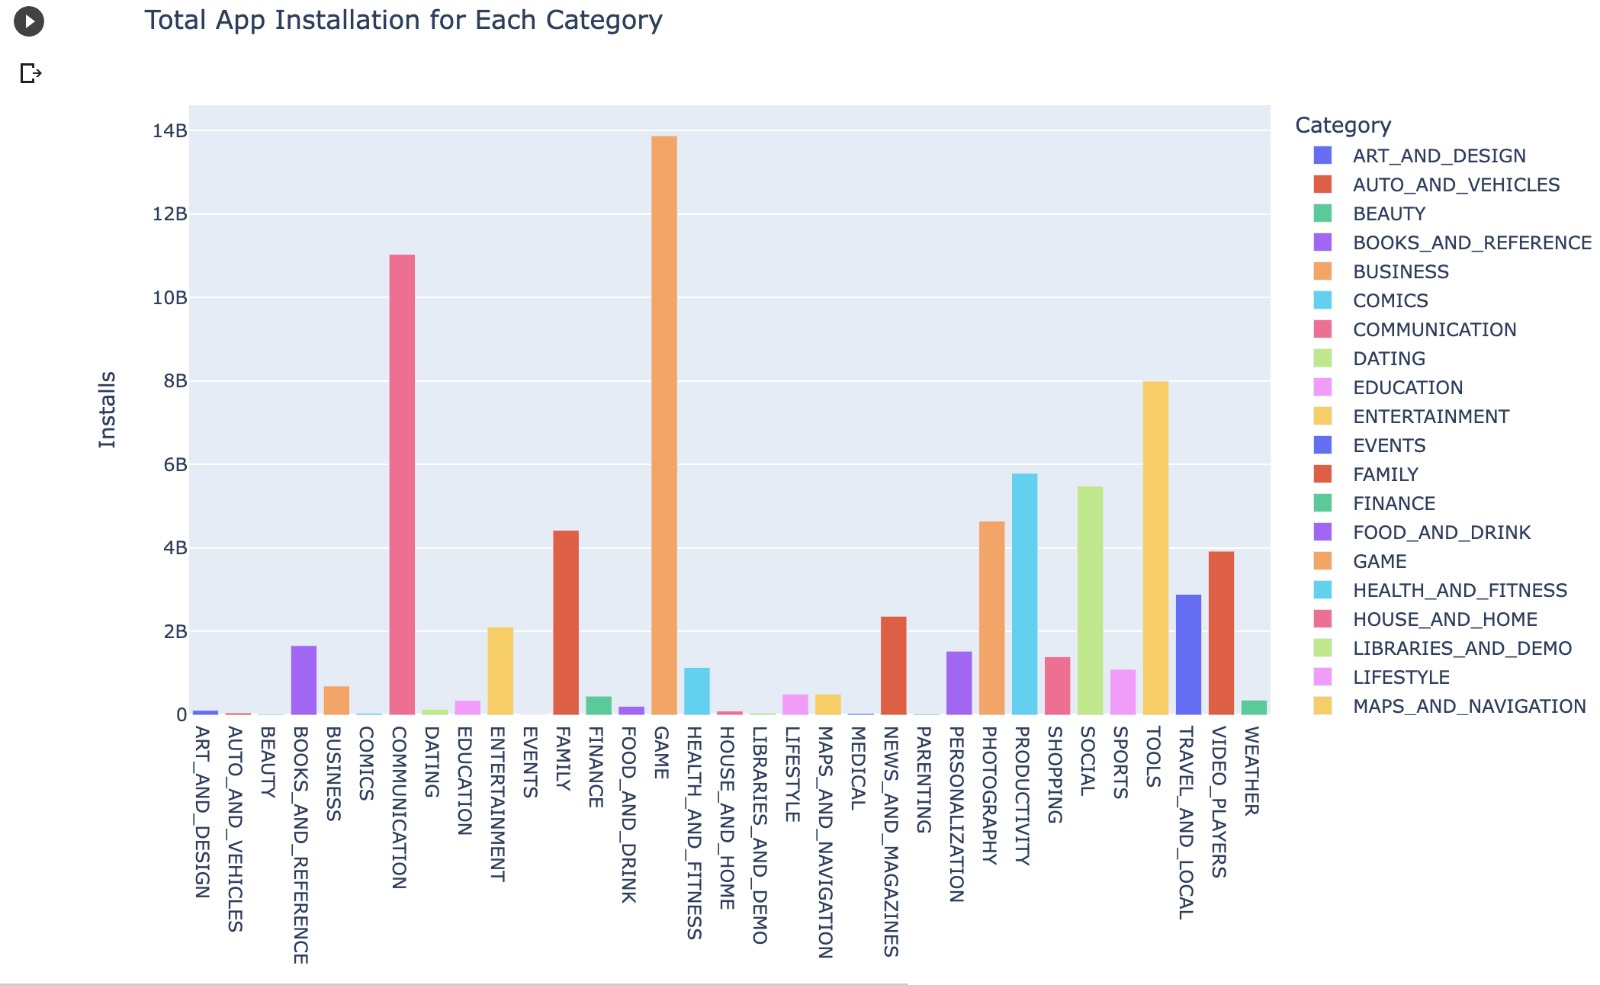 Total App Installation for Each Category
14B
12B
10B
8B
6B
4B
2B
0
Installs
ART_AND_DESIGN
AUTO_AND_VEHICLES
BEAUTY
BOOKS_AND_REFERENCE
BUSINESS
COMICS
COMMUNICATION
DATING
EDUCATION
ENTERTAINMENT
EVENTS
FAMILY
FINANCE
FOOD_AND_DRINK
GAME
HEALTH_AND_FITNESS
HOUSE_AND_HOME
LIBRARIES_AND_DEMO
LIFESTYLE
MAPS_AND_NAVIGATION
MEDICAL
NEWS_AND_MAGAZINES
PARENTING
PERSONALIZATION
PHOTOGRAPHY
PRODUCTIVITY
SHOPPING
SOCIAL
SPORTS
TOOLS
TRAVEL_AND_LOCAL
VIDEO_PLAYERS
WEATHER
Category
ART_AND_DESIGN
AUTO_AND_VEHICLES
BEAUTY
BOOKS_AND_REFERENCE
BUSINESS
COMICS
COMMUNICATION
DATING
EDUCATION
ENTERTAINMENT
EVENTS
FAMILY
FINANCE
FOOD_AND_DRINK
GAME
HEALTH_AND_FITNESS
HOUSE_AND_HOME
LIBRARIES_AND_DEMO
LIFESTYLE
MAPS_AND_NAVIGATION